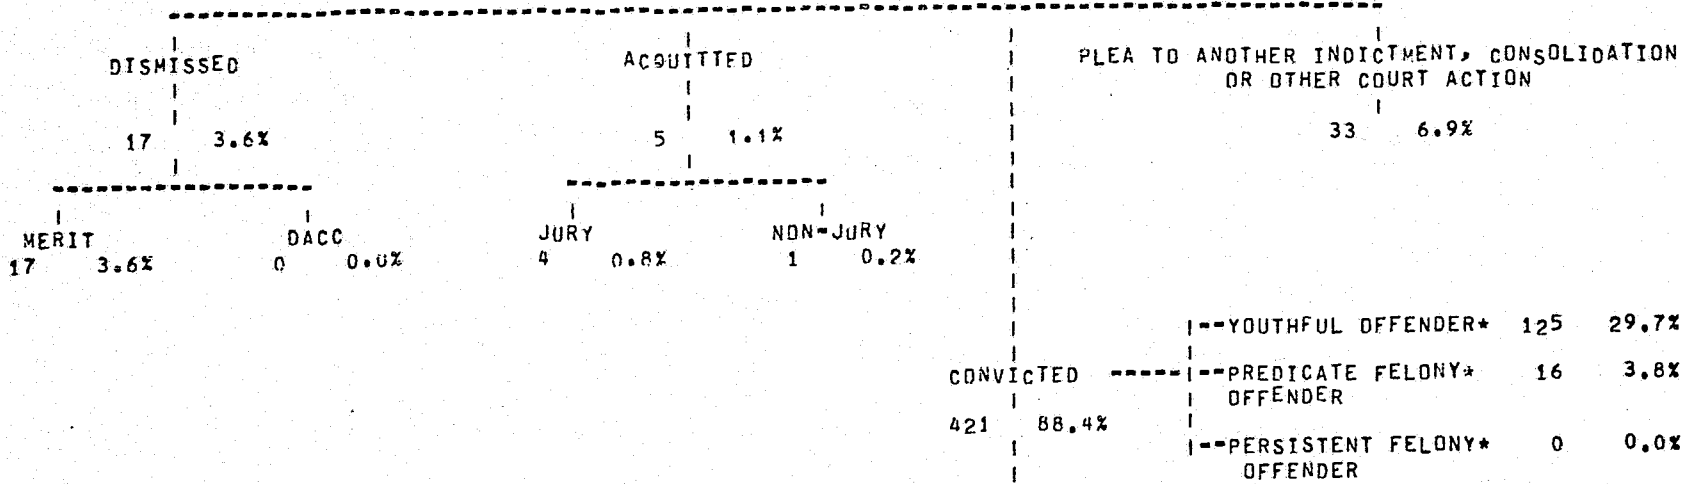 DISMISSED
17 3.6%
MERIT
17 3.6%
DACC
0 0.0%
ACQUITTED
5 1.1%
JURY
4 0.8%
NON-JURY
1 0.2%
PLEA TO ANOTHER INDICTMENT, CONSOLIDATION
OR OTHER COURT ACTION
33 6.9%
CONVICTED
421 88.4%
YOUTHFUL OFFENDER* 125 29.7%
PREDICATE FELONY* 16 3.8%
OFFENDER
PERSISTENT FELONY* 0 0.0%
OFFENDER